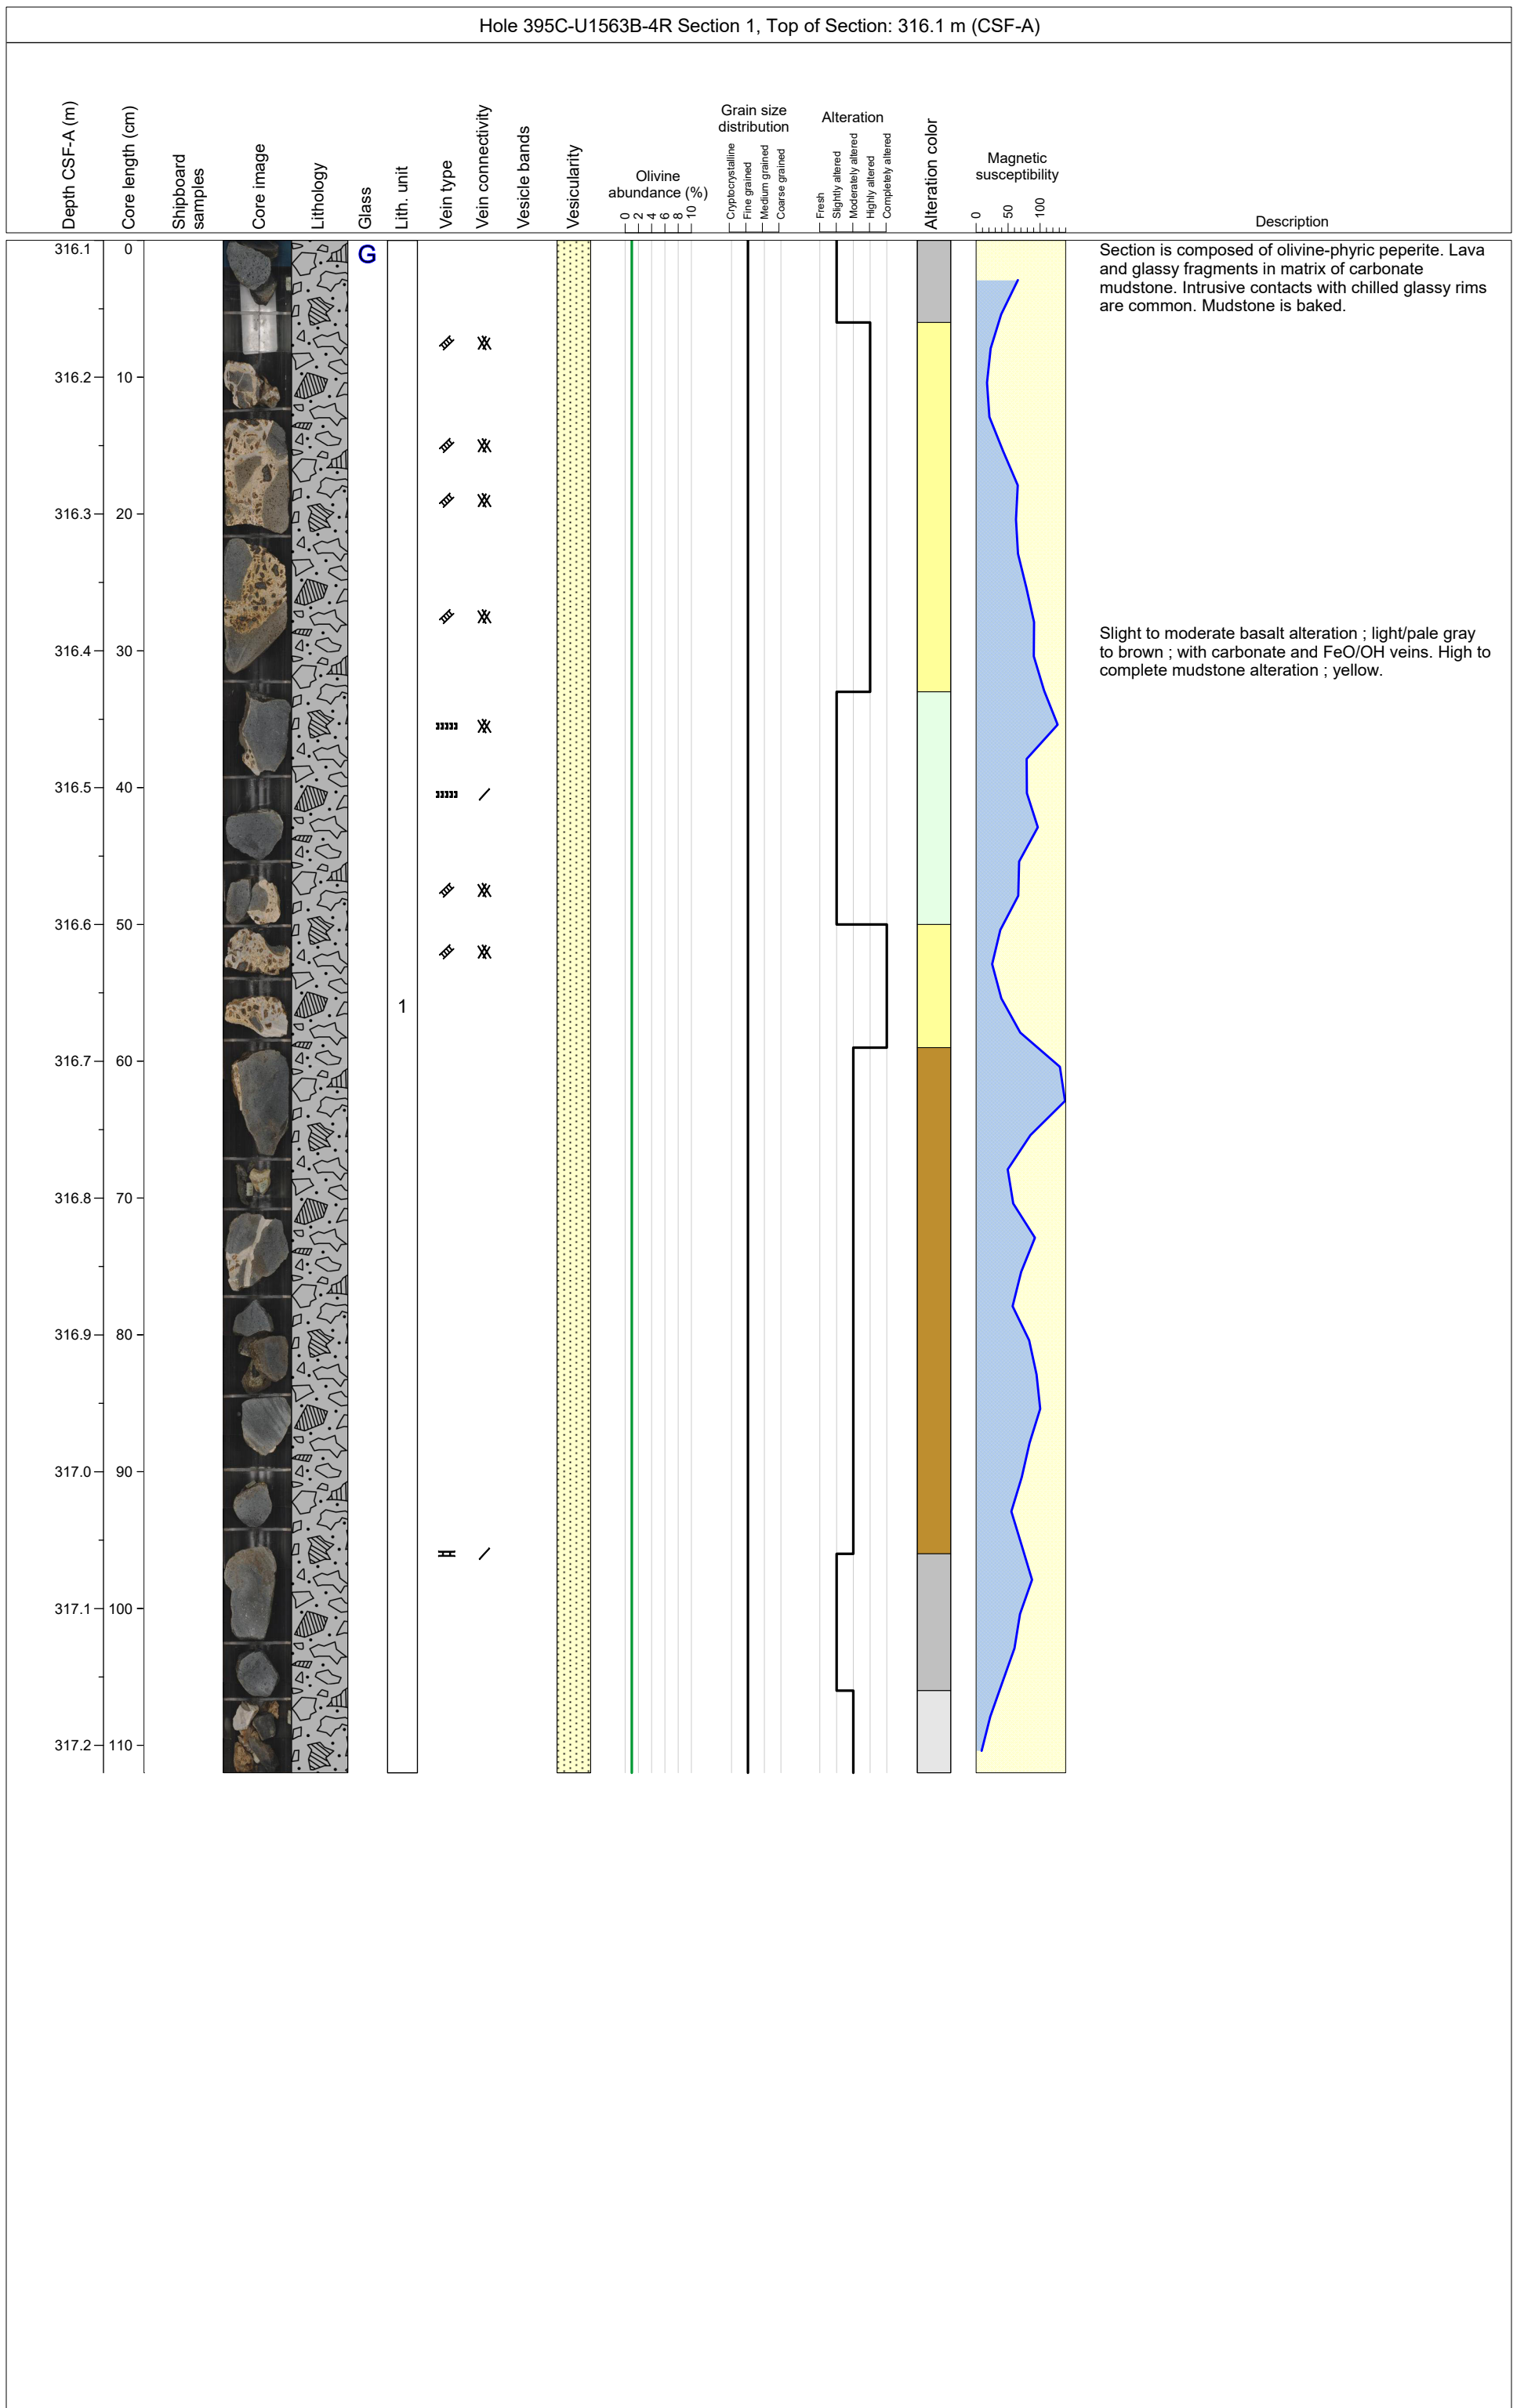 Hole 395C-U1563B-4R Section 1, Top of Section: 316.1 m (CSF-A)
Depth CSF-A (m)
Core length (cm)
Shipboard
samples
Core image
Lithology
Glass
Lith. unit
Vein type
Vein connectivity
Vesicle bands
Vesicularity
Olivine
abundance (%)
0 2 4 6 8 10
Grain size
distribution
Cryptocrystalline
Fine grained
Medium grained
Coarse grained
Alteration
Fresh
Slightly altered
Moderately altered
Highly altered
Completely altered
Alteration color
Magnetic
susceptibility
0 50 100
Description
316.1 0
G
Section is composed of olivine-phyric peperite. Lava
and glassy fragments in matrix of carbonate
mudstone. Intrusive contacts with chilled glassy rims
are common. Mudstone is baked.
316.2 10
316.3 20
316.4 30
Slight to moderate basalt alteration ; light/pale gray
to brown ; with carbonate and FeO/OH veins. High to
complete mudstone alteration ; yellow.
316.5 40
316.6 50
1
316.7 60
316.8 70
316.9 80
317.0 90
317.1 100
317.2 110